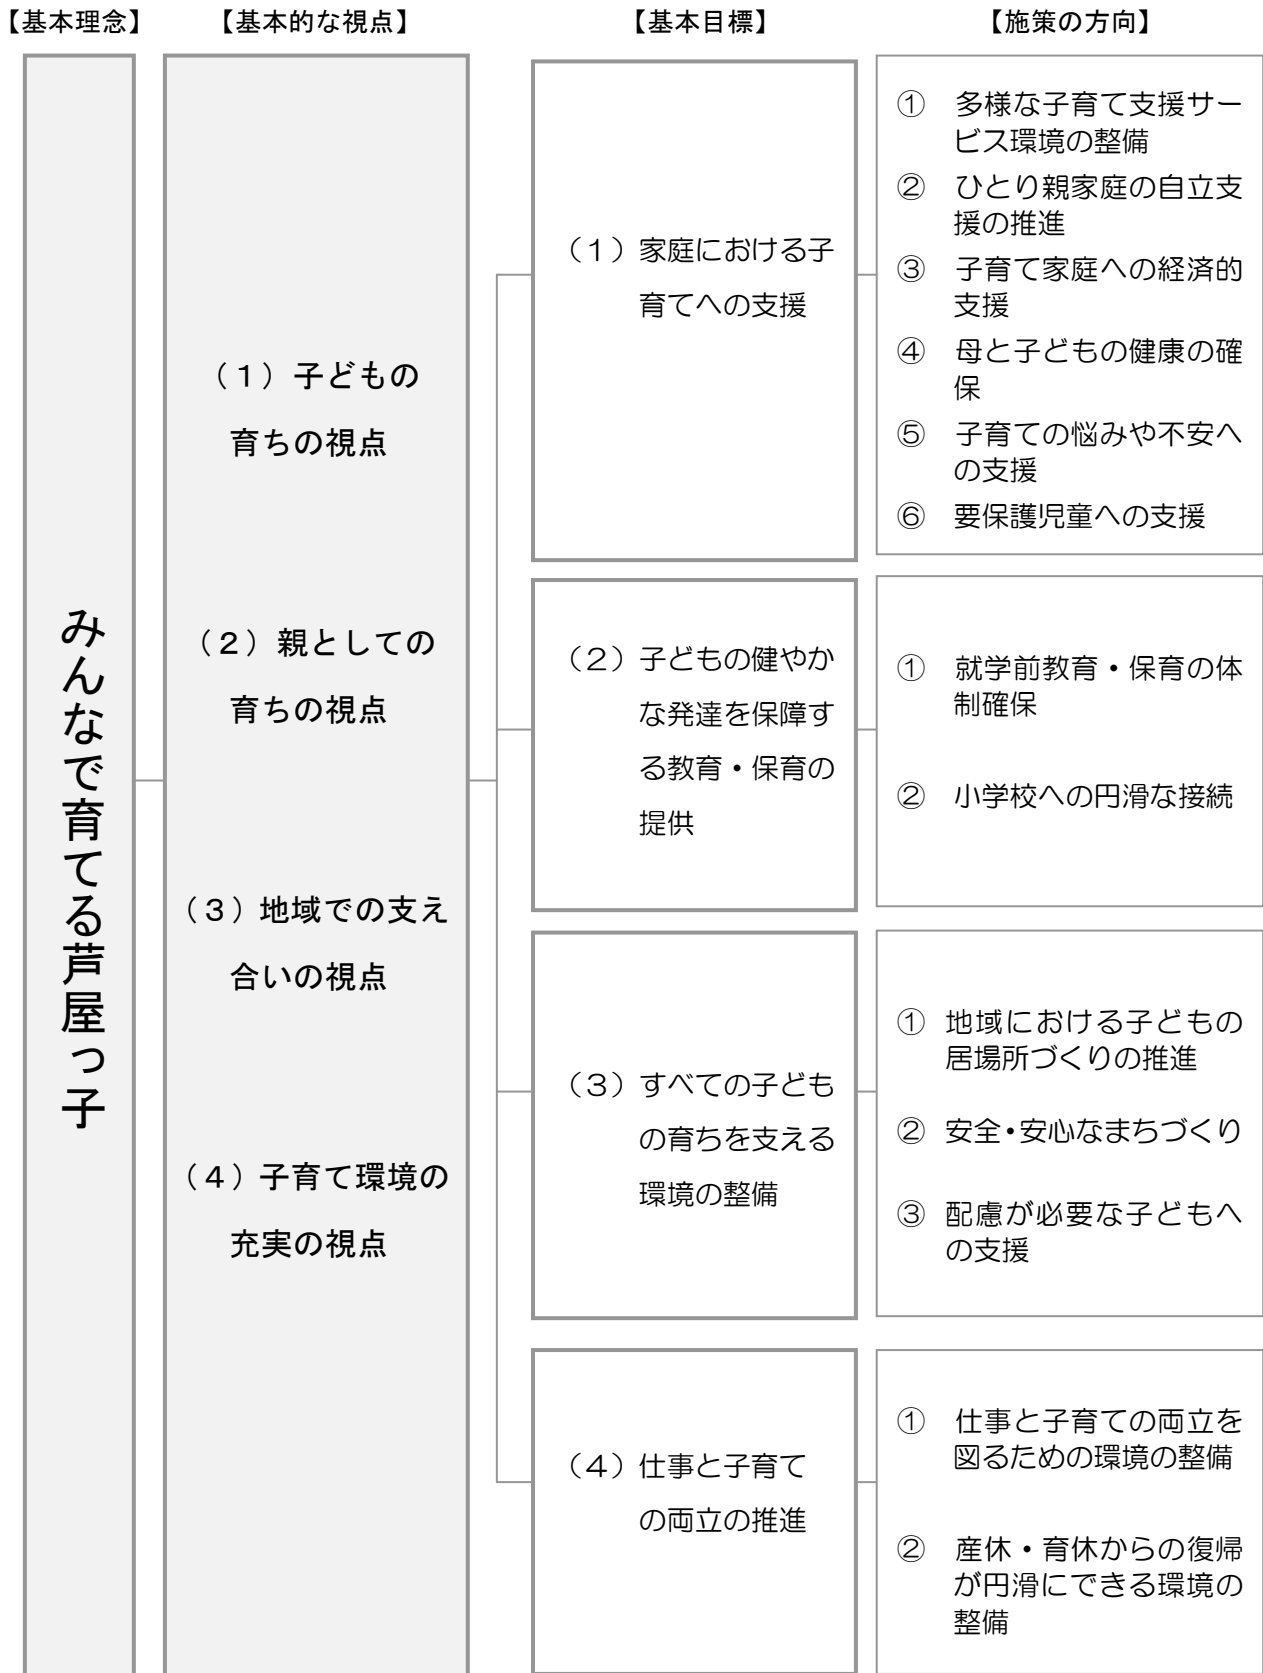 【基本理念】
【基本的な視点】
【基本目標】
【施策の方向】
みんなで育てる芦屋っ子
（１）子どもの
育ちの視点
（２）親としての
育ちの視点
（３）地域での支え
合いの視点
（４）子育て環境の
充実の視点
（１）家庭における子
育てへの支援
① 多様な子育て支援サー
ビス環境の整備
② ひとり親家庭の自立支
援の推進
③ 子育て家庭への経済的
支援
④ 母と子どもの健康の確
保
⑤ 子育ての悩みや不安へ
の支援
⑥ 要保護児童への支援
（２）子どもの健やか
な発達を保障す
る教育・保育の
提供
① 就学前教育・保育の体
制確保
② 小学校への円滑な接続
（３）すべての子ども
の育ちを支える
環境の整備
① 地域における子どもの
居場所づくりの推進
② 安全・安心なまちづくり
③ 配慮が必要な子どもへ
の支援
（４）仕事と子育て
の両立の推進
① 仕事と子育ての両立を
図るための環境の整備
② 産休・育休からの復帰
が円滑にできる環境の
整備